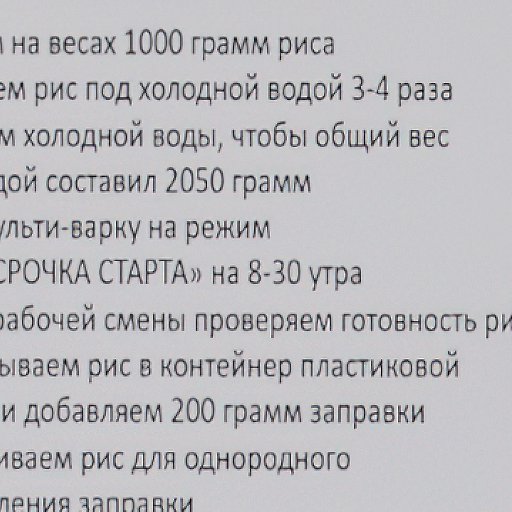 на весах 1000 грамм риса
ем рис под холодной водой 3-4 раза
м холодной воды, чтобы общий вес
дой составил 2050 грамм
ульти-варку на режим
СРОЧКА СТАРТА» на 8-30 утра
рабочей смены проверяем готовность ри
ываем рис в контейнер пластиковой
и добавляем 200 грамм заправки
иваем рис для однородного
ления заправки